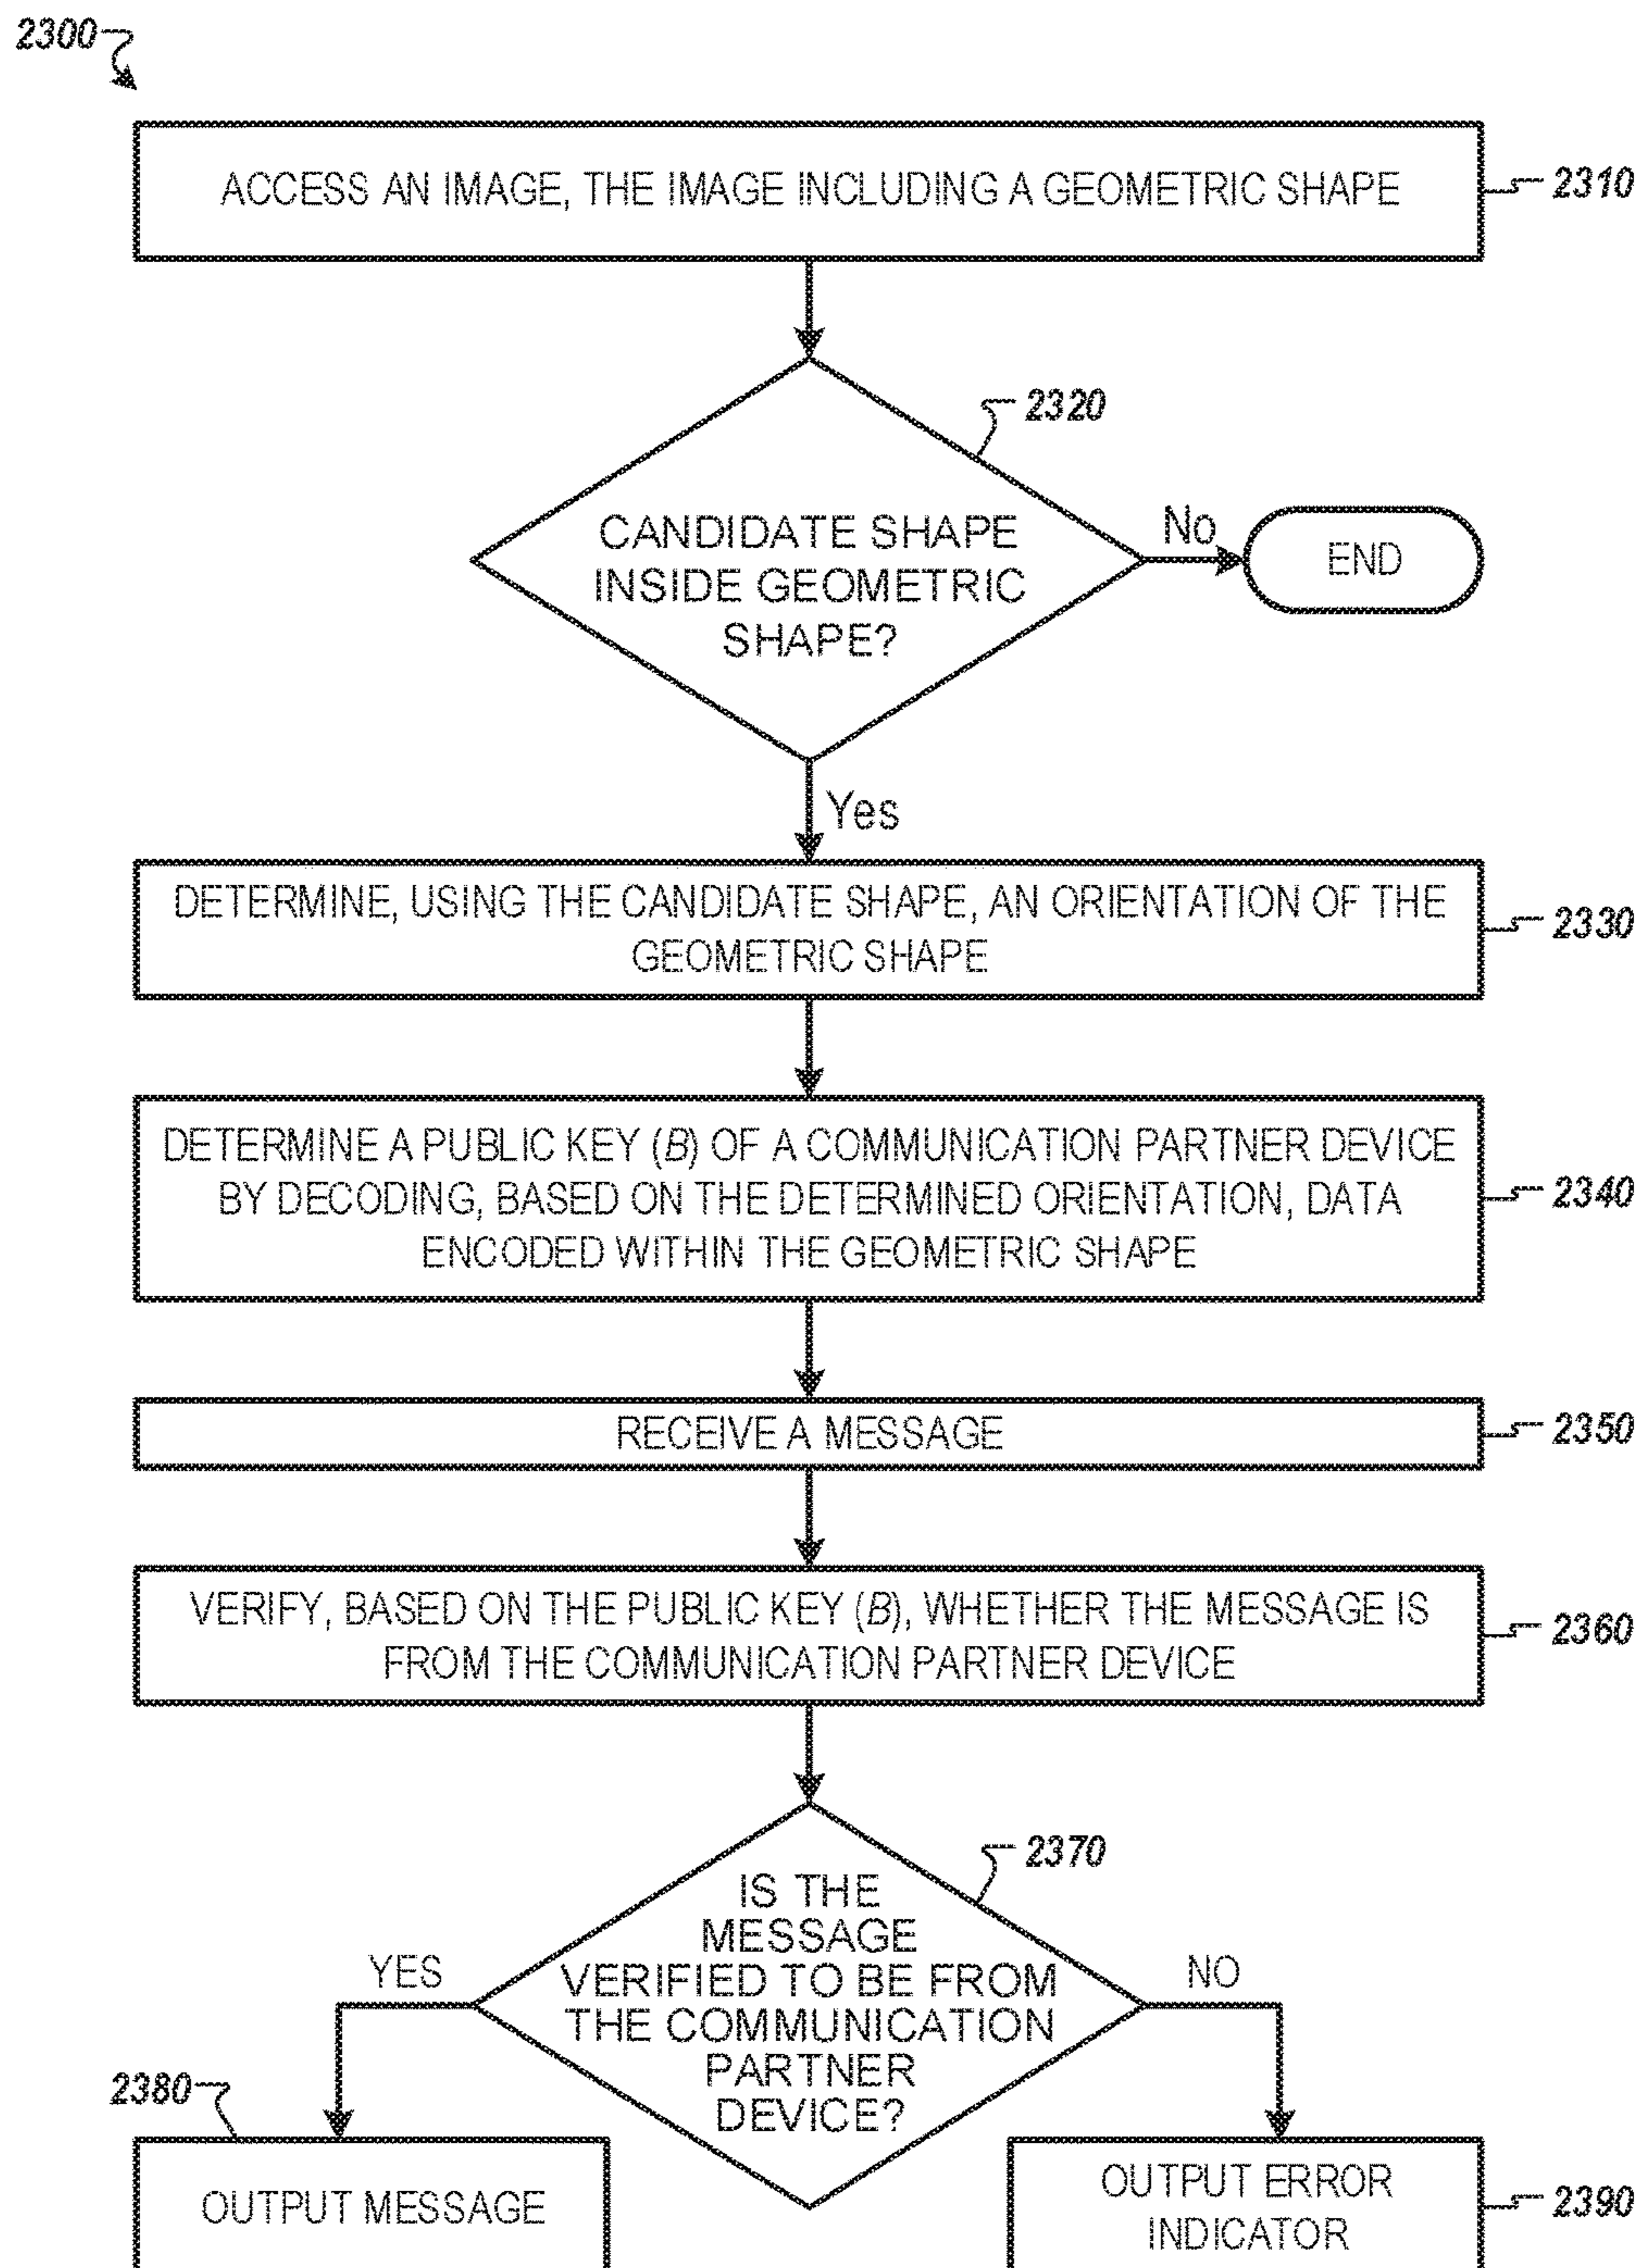 2300
ACCESS AN IMAGE, THE IMAGE INCLUDING A GEOMETRIC SHAPE
2310
2320
CANDIDATE SHAPE
INSIDE GEOMETRIC
SHAPE?
No
END
Yes
DETERMINE, USING THE CANDIDATE SHAPE, AN ORIENTATION OF THE
GEOMETRIC SHAPE
2330
DETERMINE A PUBLIC KEY (B) OF A COMMUNICATION PARTNER DEVICE
BY DECODING, BASED ON THE DETERMINED ORIENTATION, DATA
ENCODED WITHIN THE GEOMETRIC SHAPE
2340
RECEIVE A MESSAGE
2350
VERIFY, BASED ON THE PUBLIC KEY (B), WHETHER THE MESSAGE IS
FROM THE COMMUNICATION PARTNER DEVICE
2360
2370
IS THE
MESSAGE
VERIFIED TO BE FROM
THE COMMUNICATION
PARTNER
DEVICE?
YES
NO
2380
OUTPUT MESSAGE
OUTPUT ERROR
INDICATOR
2390